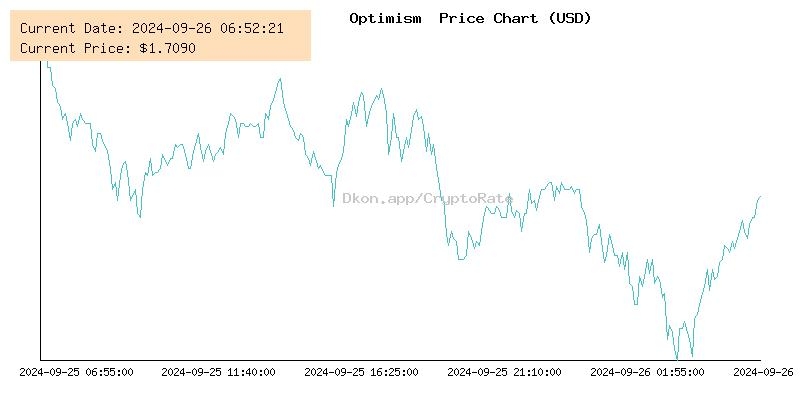 Optimism  Price Chart (USD)
Current Date: 2024-09-26 06:52:21
Current Price: $1.7090
Dkon.app/CryptoRate
2024-09-25 06:55:00 2024-09-25 11:40:00 2024-09-25 16:25:00 2024-09-25 21:10:00 2024-09-26 01:55:00 2024-09-26